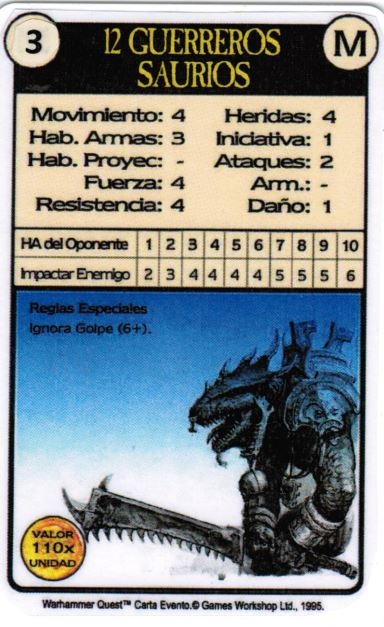 3
12 GUERREROS
SAURIOS
M
Movimiento: 4 Heridas: 4
Hab. Armas: 3 Iniciativa: 1
Hab. Proyec: - Ataques: 2
Fuerza: 4 Arm.: -
Resistencia: 4 Daño: 1
HA del Oponente 1 2 3 4 5 6 7 8 9 10
Impactar Enemigo 2 3 4 4 4 4 5 5 5 6
Reglas Especiales
Ignora Golpe (6+).
VALOR
110x
UNIDAD
Warhammer Quest™ Carta Evento.© Games Workshop Ltd., 1995.